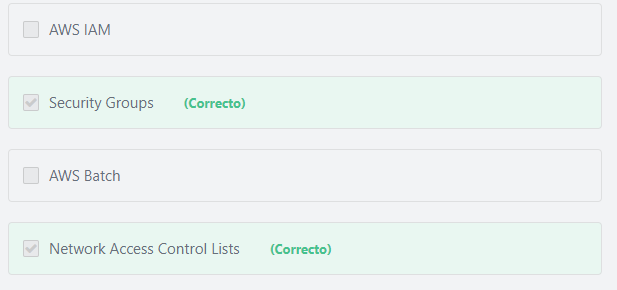 AWS IAM
Security Groups (Correcto)
AWS Batch
Network Access Control Lists (Correcto)